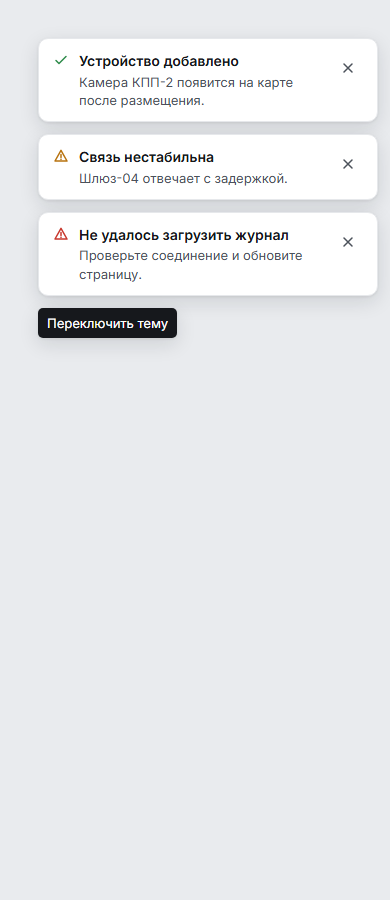 Устройство добавлено
Камера КПП-2 появится на карте
после размещения.
Связь нестабильна
Шлюз-04 отвечает с задержкой.
Не удалось загрузить журнал
Проверьте соединение и обновите
страницу.
Переключить тему